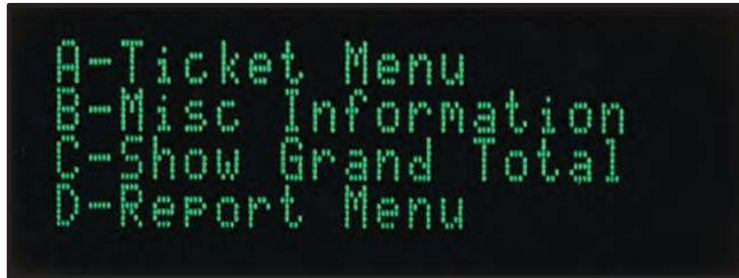 A-Ticket Menu
B-Misc Information
C-Show Grand Total
D-Report Menu